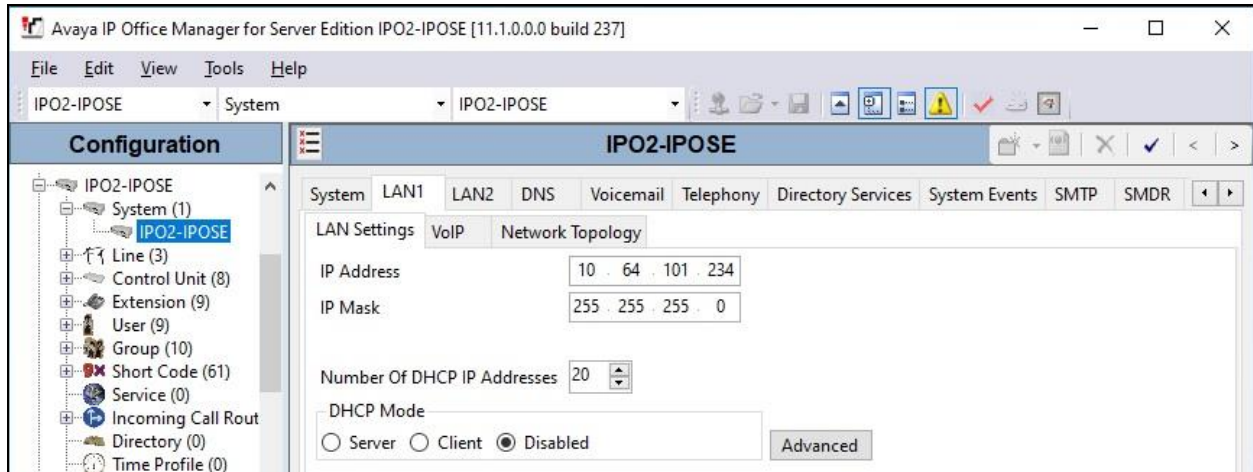 Avaya IP Office Manager for Server Edition IPO2-IPOSE [11.1.0.0.0 build 237]
File Edit View Tools Help
IPO2-IPOSE System IPO2-IPOSE
Configuration
IPO2-IPOSE
System (1)
IPO2-IPOSE
Line (3)
Control Unit (8)
Extension (9)
User (9)
Group (10)
Short Code (61)
Service (0)
Incoming Call Rout
Directory (0)
Time Profile (0)
IPO2-IPOSE
System LAN1 LAN2 DNS Voicemail Telephony Directory Services System Events SMTP SMDR
LAN Settings VoIP Network Topology
IP Address 10 . 64 . 101 . 234
IP Mask 255 . 255 . 255 . 0
Number Of DHCP IP Addresses 20
DHCP Mode
Server Client Disabled
Advanced